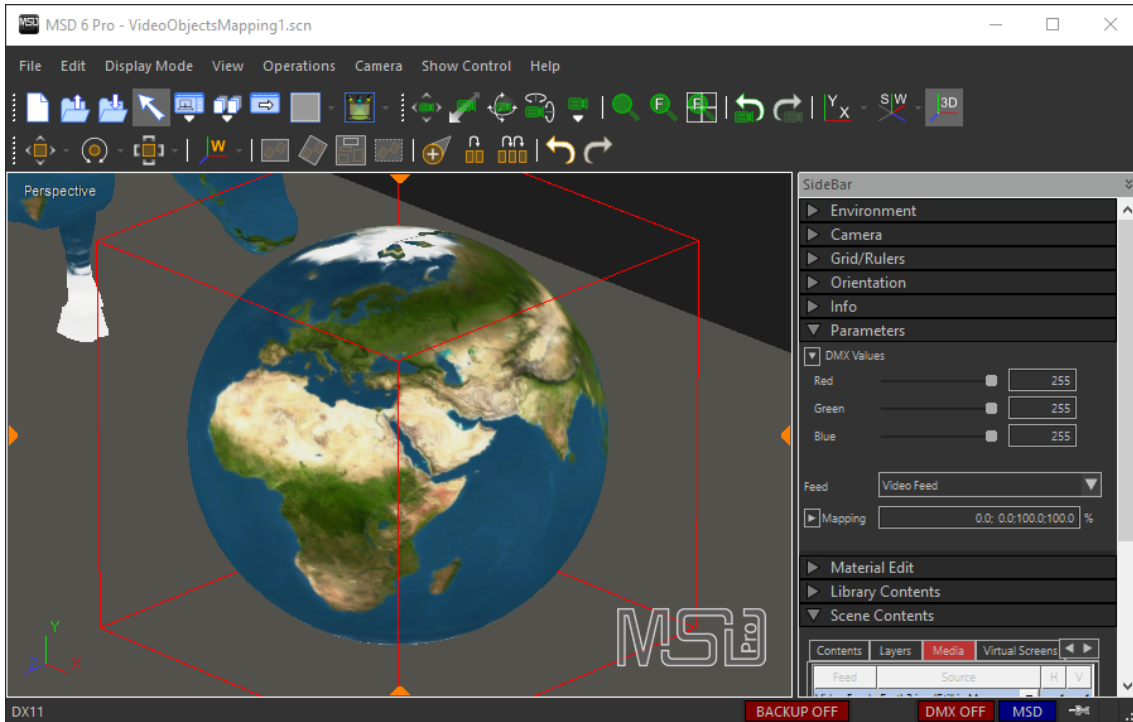 MSD 6 Pro - VideoObjectsMapping1.scn
File Edit Display Mode View Operations Camera Show Control Help
F Y X S W 3D
W
Perspective
SideBar
Environment
Camera
Grid/Rulers
Orientation
Info
Parameters
DMX Values
Red 255
Green 255
Blue 255
Feed Video Feed
Mapping 0.0; 0.0;100.0;100.0 %
Material Edit
Library Contents
Scene Contents
Contents Layers Media Virtual Screens
Feed Source H V
Y
Z X
MSD Pro
DX11 BACKUP OFF DMX OFF MSD